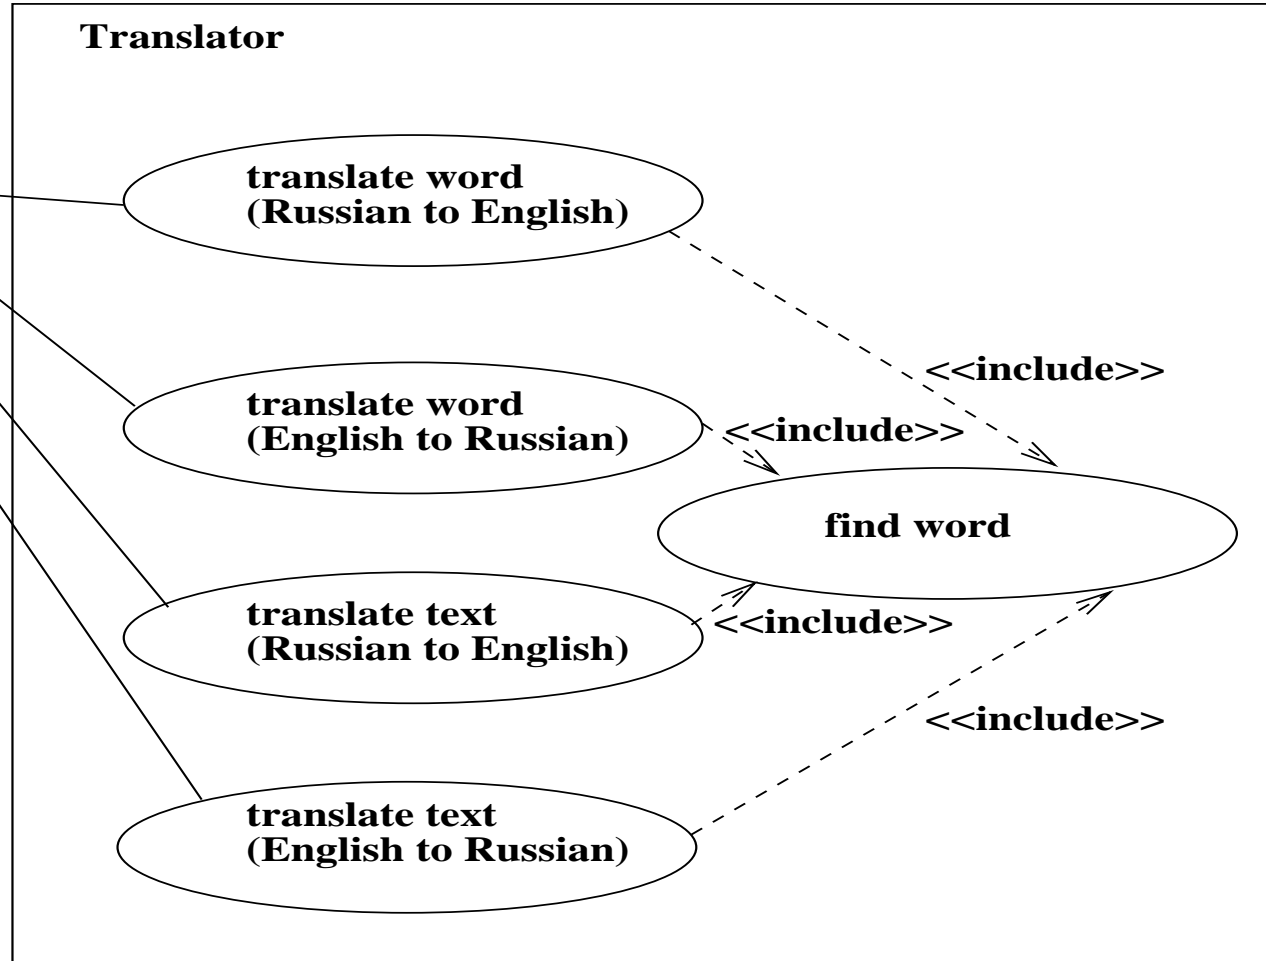 Translator
translate word
(Russian to English)
<<include>>
translate word
(English to Russian)
<<include>>
find word
translate text
(Russian to English)
<<include>>
<<include>>
translate text
(English to Russian)